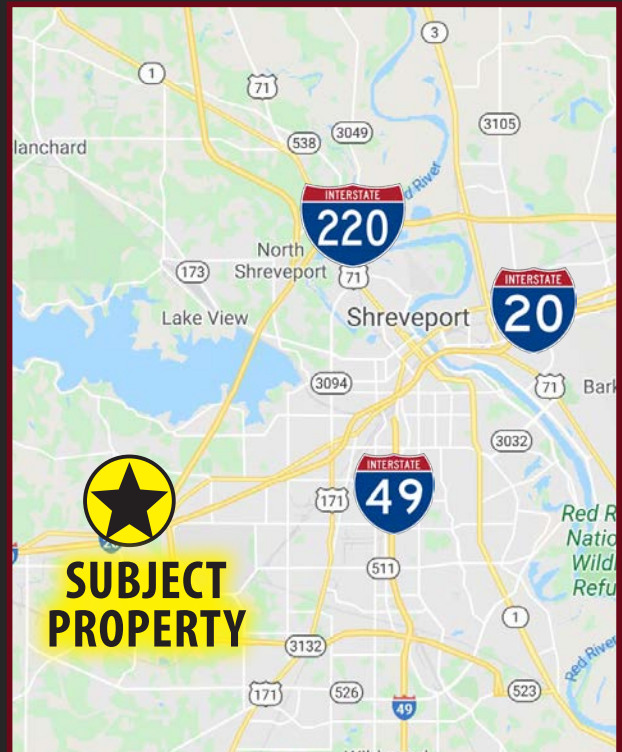 3
1
71
3049
3105
538
lanchard
d River
INTERSTATE
220
North
Shreveport
173
71
INTERSTATE
20
Lake View
Shreveport
3094
71
Bark
3032
INTERSTATE
49
171
Red R
Natio
Wildl
Refu
20
511
SUBJECT
PROPERTY
1
3132
Red River
171
526
523
49